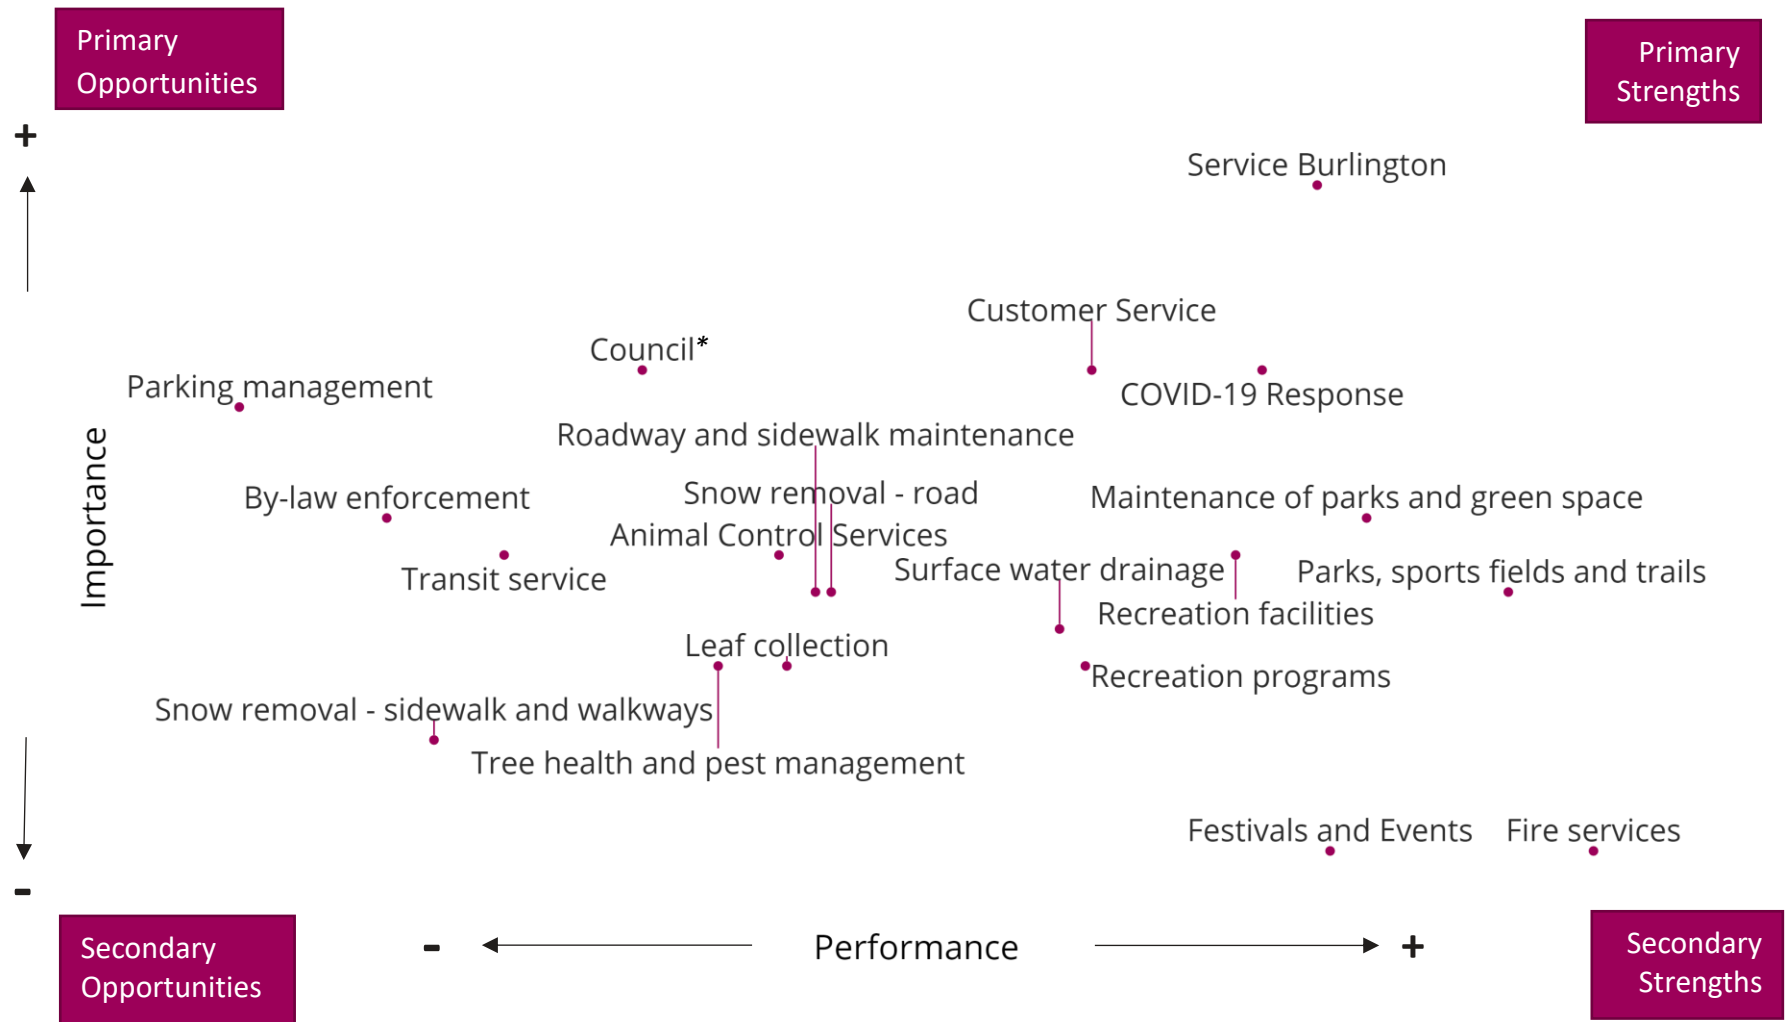 Primary
Opportunities
Primary
Strengths
+
Service Burlington
Customer Service
Council*
Parking management
COVID-19 Response
Roadway and sidewalk maintenance
Importance
Snow removal - road
By-law enforcement
Maintenance of parks and green space
Animal Control Services
Surface water drainage
Parks, sports fields and trails
Transit service
Recreation facilities
Leaf collection
Recreation programs
Snow removal - sidewalk and walkways
Tree health and pest management
Festivals and Events
Fire services
-
Secondary
Opportunities
-
Performance
+
Secondary
Strengths